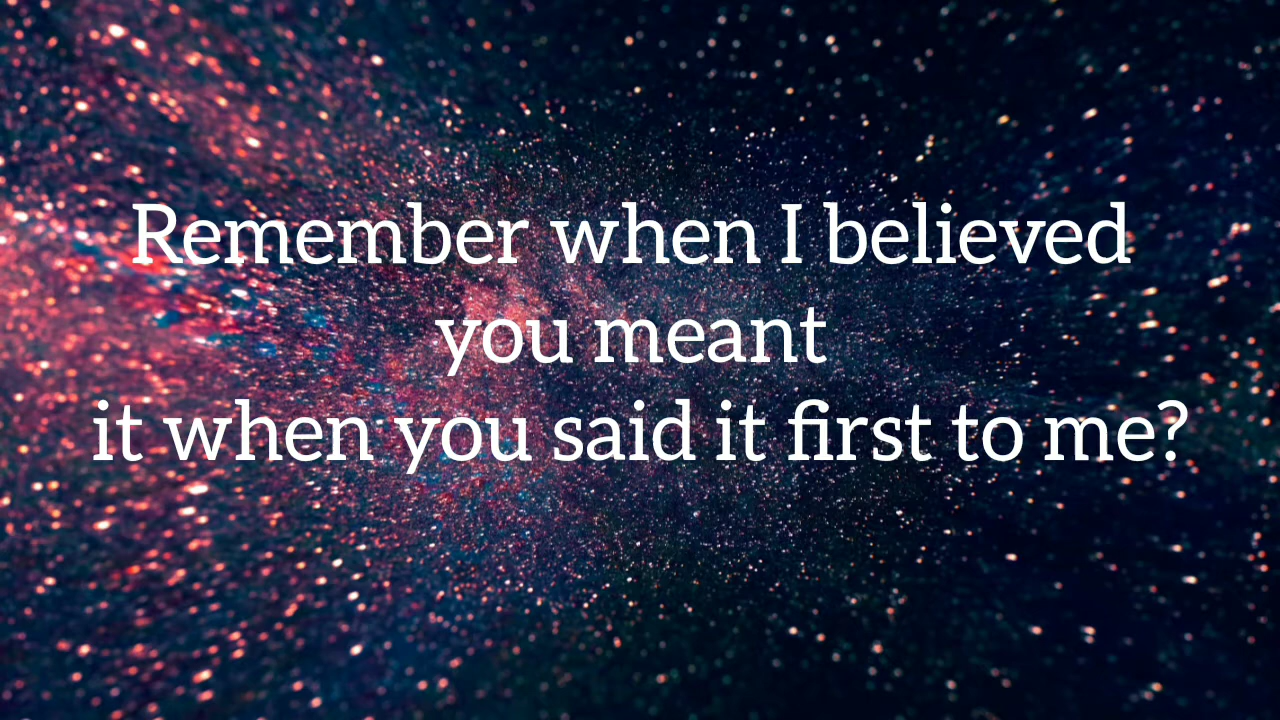 Remember when I believed
you meant
it when you said it first to me?